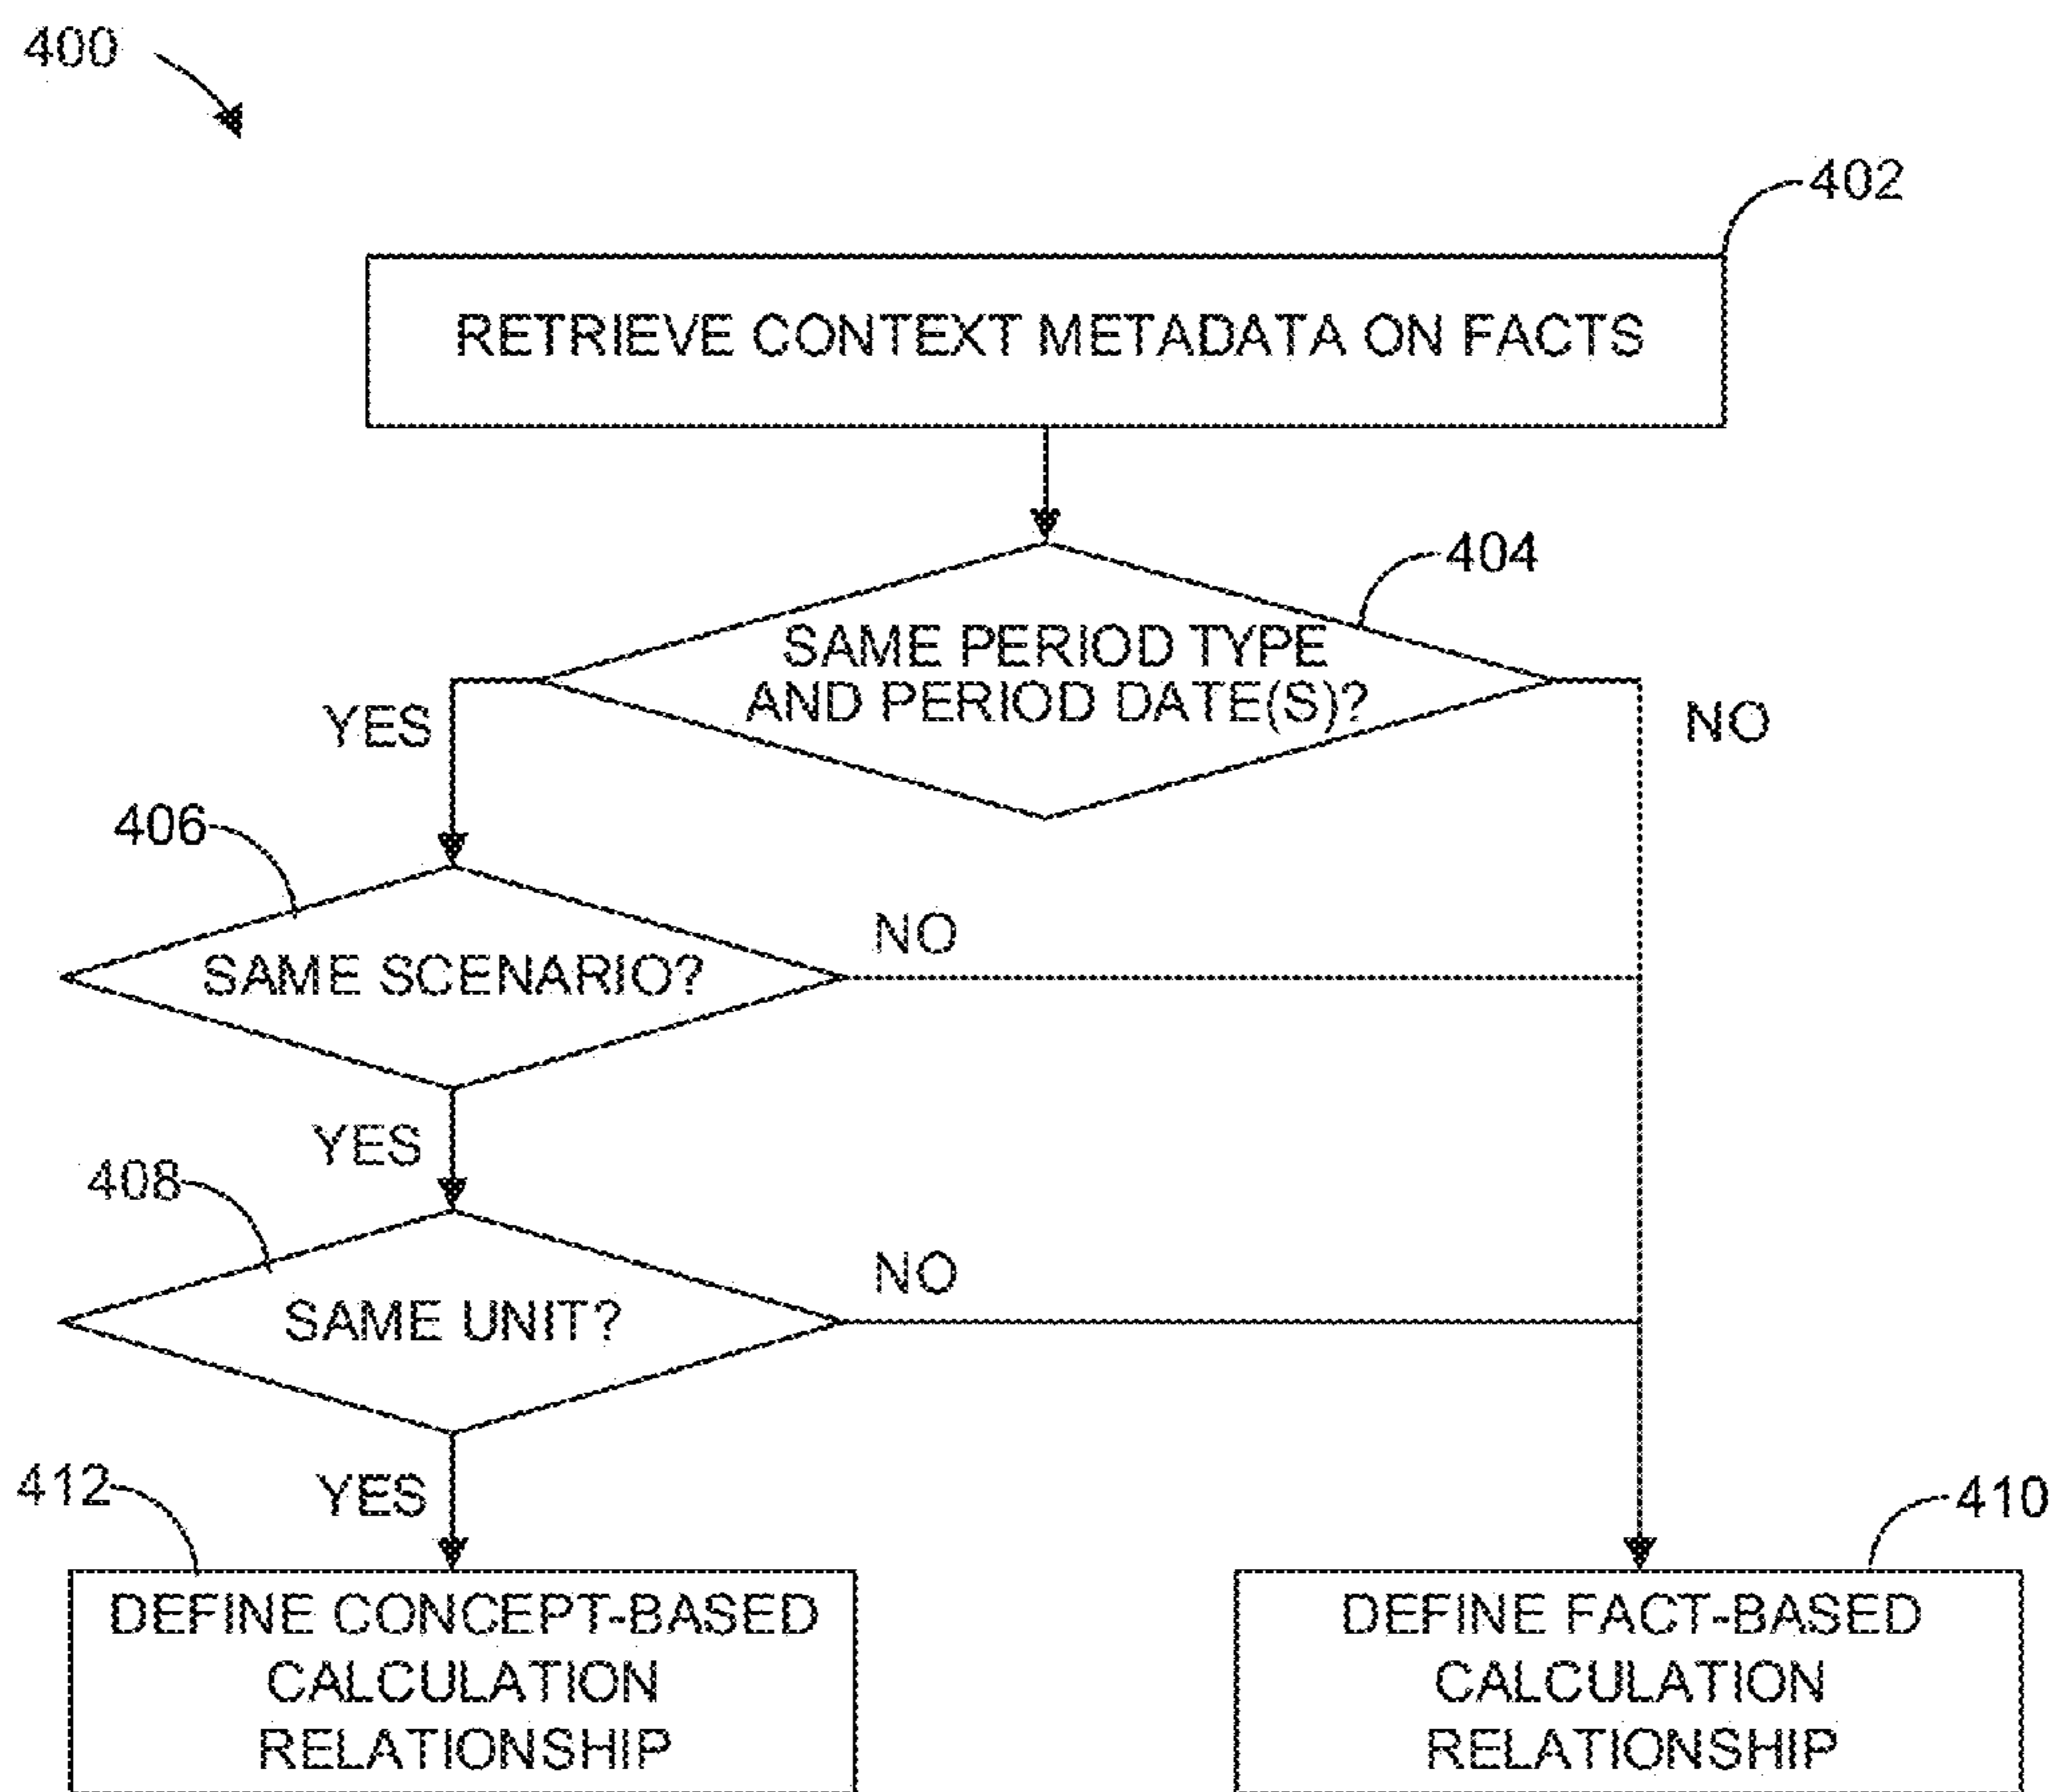 400
402
RETRIEVE CONTEXT METADATA ON FACTS
404
SAME PERIOD TYPE
AND PERIOD DATE(S)?
YES
NO
406
NO
SAME SCENARIO?
YES
408
NO
SAME UNIT?
412
YES
410
DEFINE CONCEPT-BASED
CALCULATION
RELATIONSHIP
DEFINE FACT-BASED
CALCULATION
RELATIONSHIP